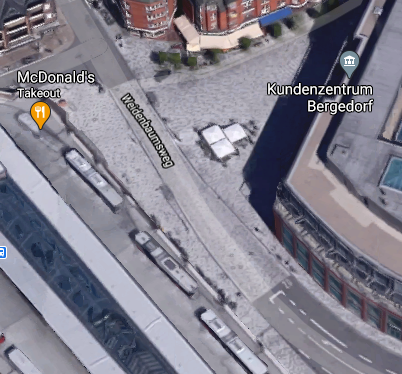 McDonald's
Takeout
Weidenbaumsweg
Kundenzentrum
Bergedorf